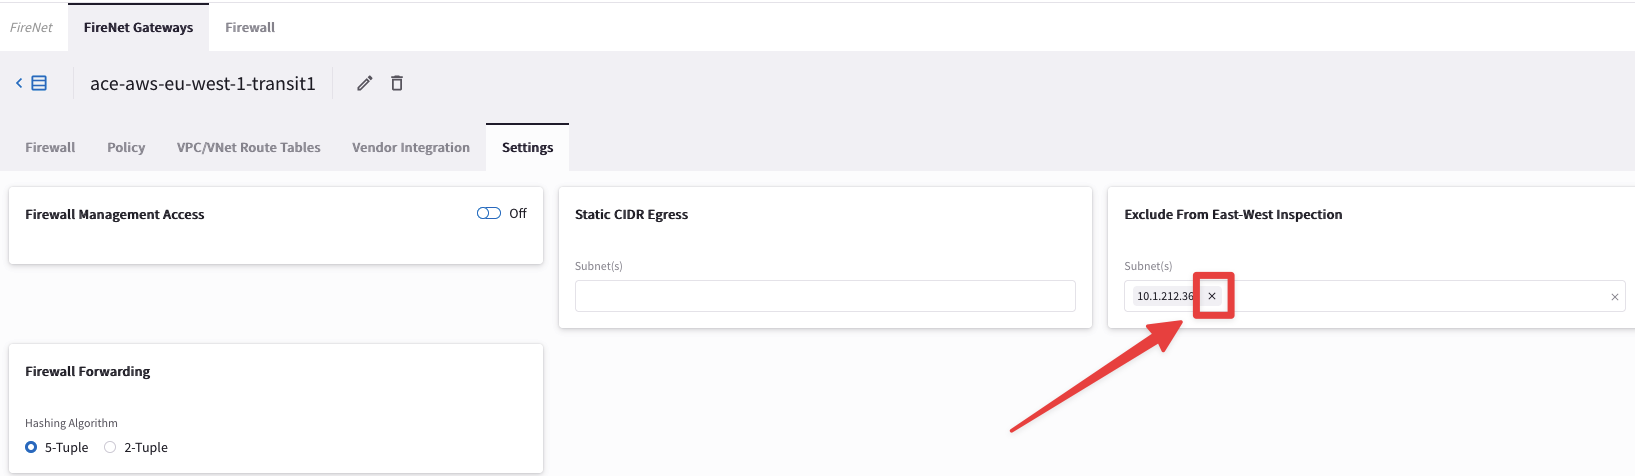 FireNet FireNet Gateways Firewall
ace-aws-eu-west-1-transit1
Firewall Policy VPC/VNet Route Tables Vendor Integration Settings
Firewall Management Access Off
Static CIDR Egress
Subnet(s)
Exclude From East-West Inspection
Subnet(s)
10.1.212.36
Firewall Forwarding
Hashing Algorithm
5-Tuple 2-Tuple